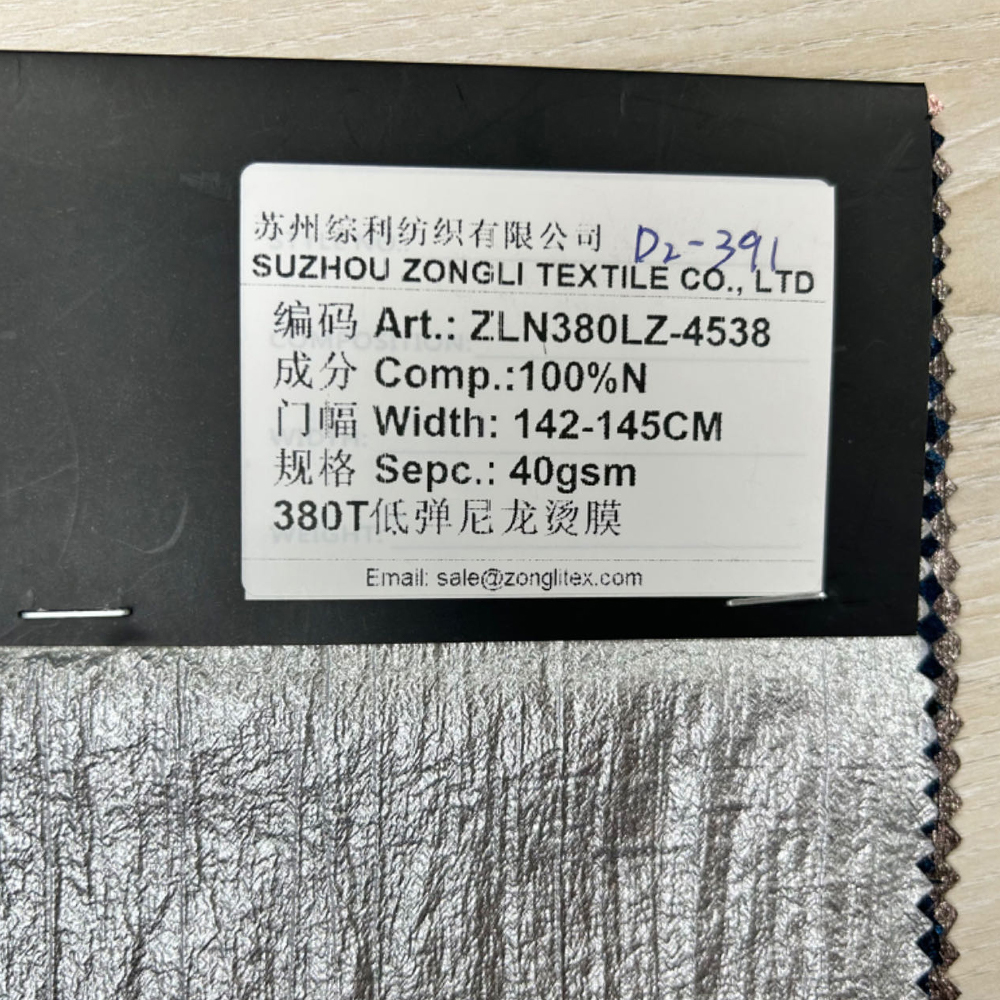 苏州综利纺织有限公司 D2-391
SUZHOU ZONGLI TEXTILE CO., LTD
编码 Art.: ZLN380LZ-4538
成分 Comp.:100%N
门幅 Width: 142-145CM
规格 Sepc.: 40gsm
380T低弹尼龙烫膜
Email: sale@zonglitex.com